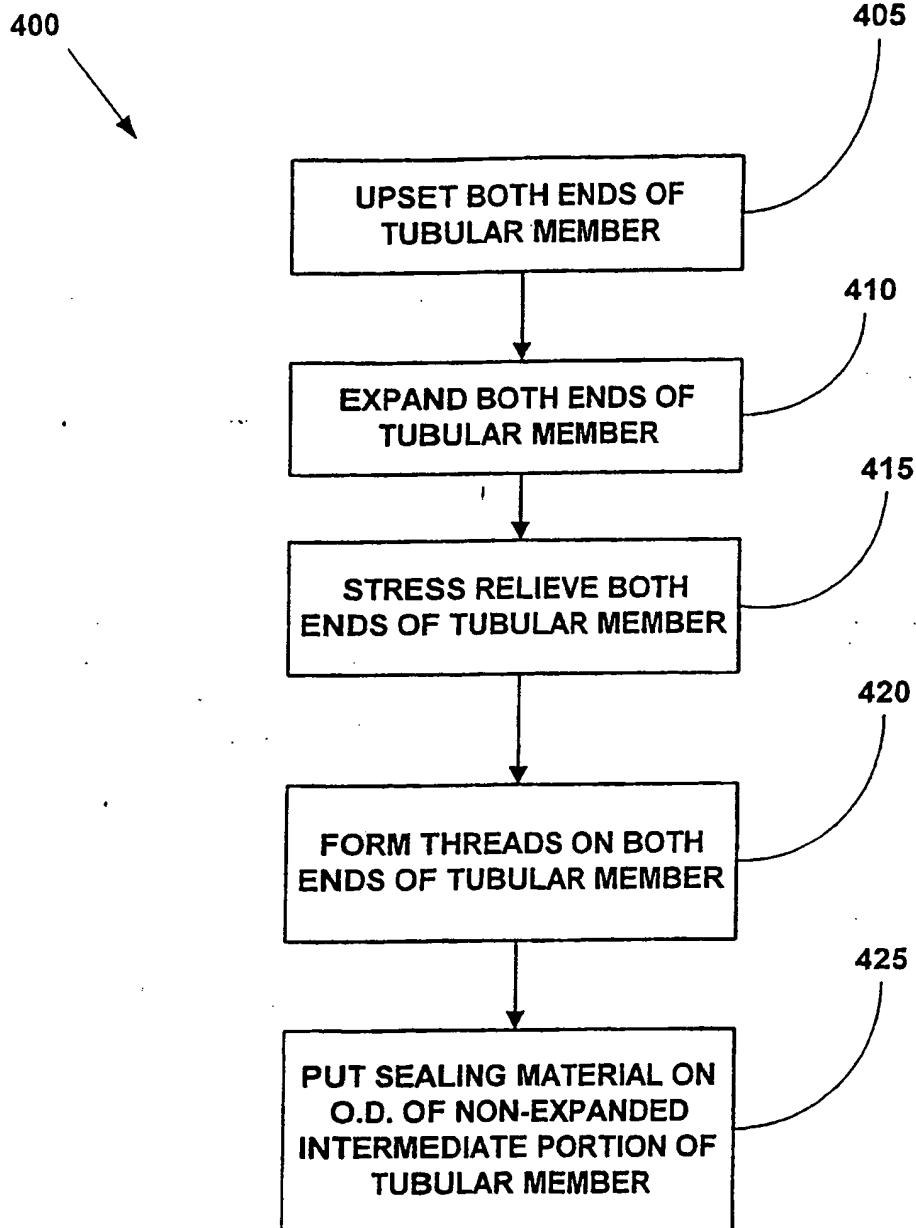 400
405
UPSET BOTH ENDS OF
TUBULAR MEMBER
410
EXPAND BOTH ENDS OF
TUBULAR MEMBER
415
STRESS RELIEVE BOTH
ENDS OF TUBULAR MEMBER
420
FORM THREADS ON BOTH
ENDS OF TUBULAR MEMBER
425
PUT SEALING MATERIAL ON
O.D. OF NON-EXPANDED
INTERMEDIATE PORTION OF
TUBULAR MEMBER